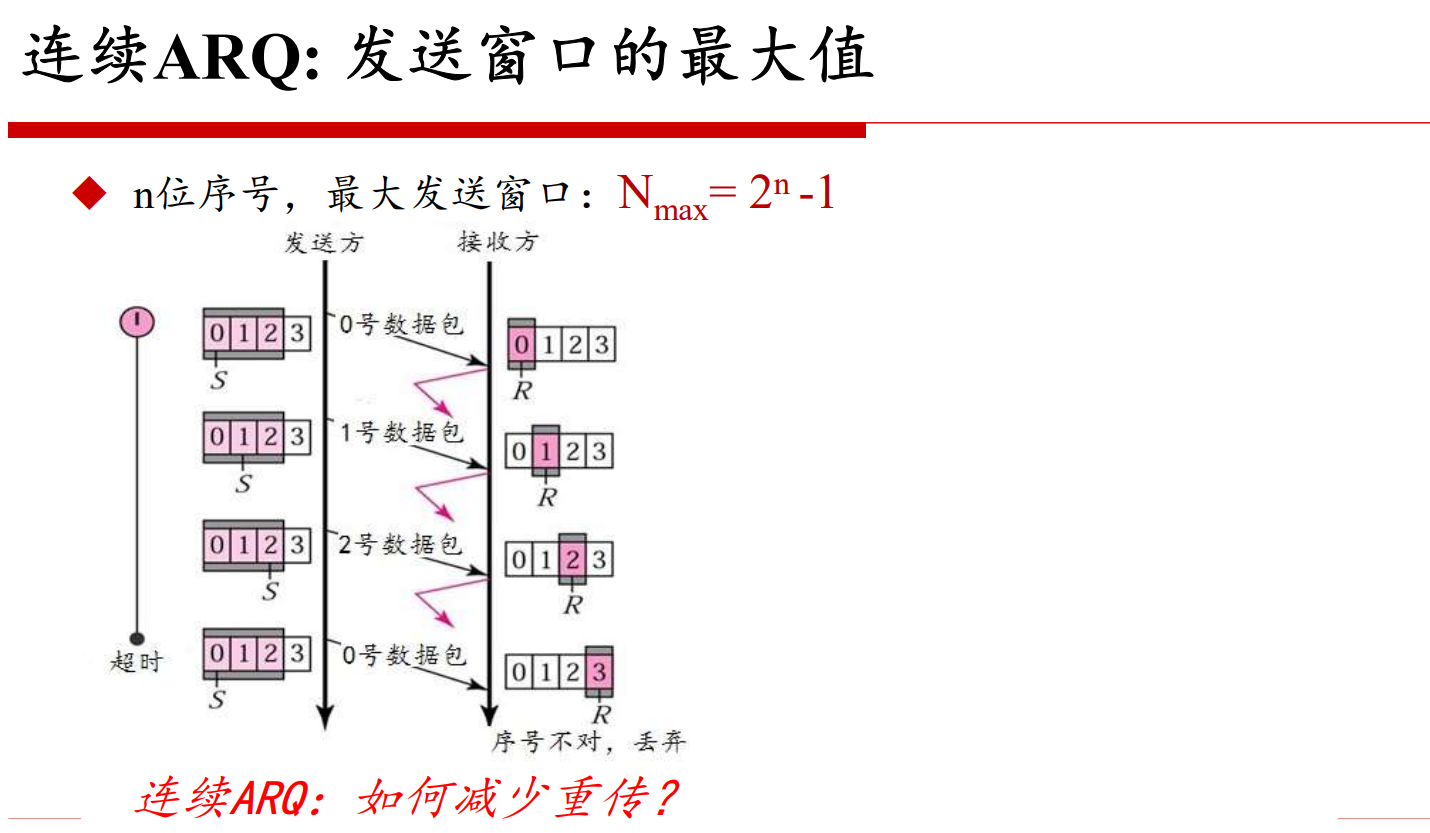 连续ARQ: 发送窗口的最大值
n位序号，最大发送窗口：Nmax= 2ⁿ -1
发送方 接收方
0 1 2 3 0号数据包 0 1 2 3
S R
0 1 2 3 1号数据包 0 1 2 3
S R
0 1 2 3 2号数据包 0 1 2 3
S R
超时 0 1 2 3 0号数据包 0 1 2 3
S R
序号不对，丢弃
连续ARQ：如何减少重传？